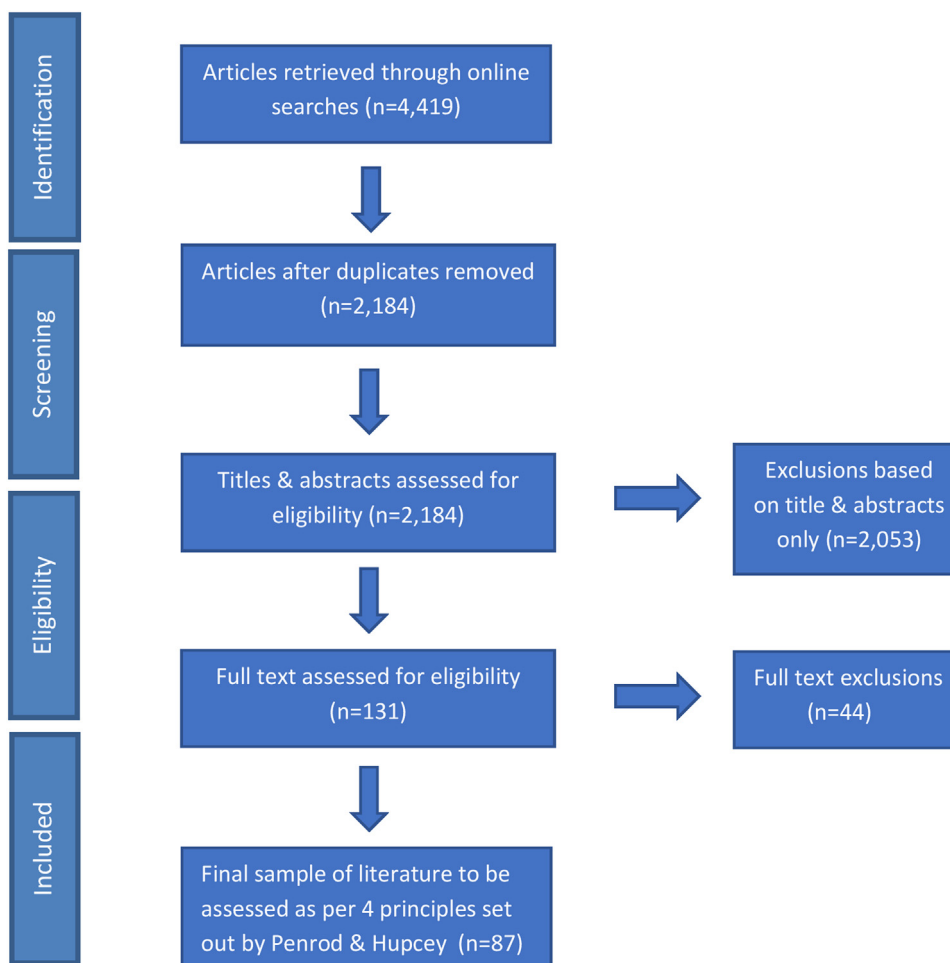 Identification
Articles retrieved through online
searches (n=4,419)
Screening
Articles after duplicates removed
(n=2,184)
Titles & abstracts assessed for
eligibility (n=2,184)
Exclusions based
on title & abstracts
only (n=2,053)
Eligibility
Full text assessed for eligibility
(n=131)
Full text exclusions
(n=44)
Included
Final sample of literature to be
assessed as per 4 principles set
out by Penrod & Hupcey (n=87)